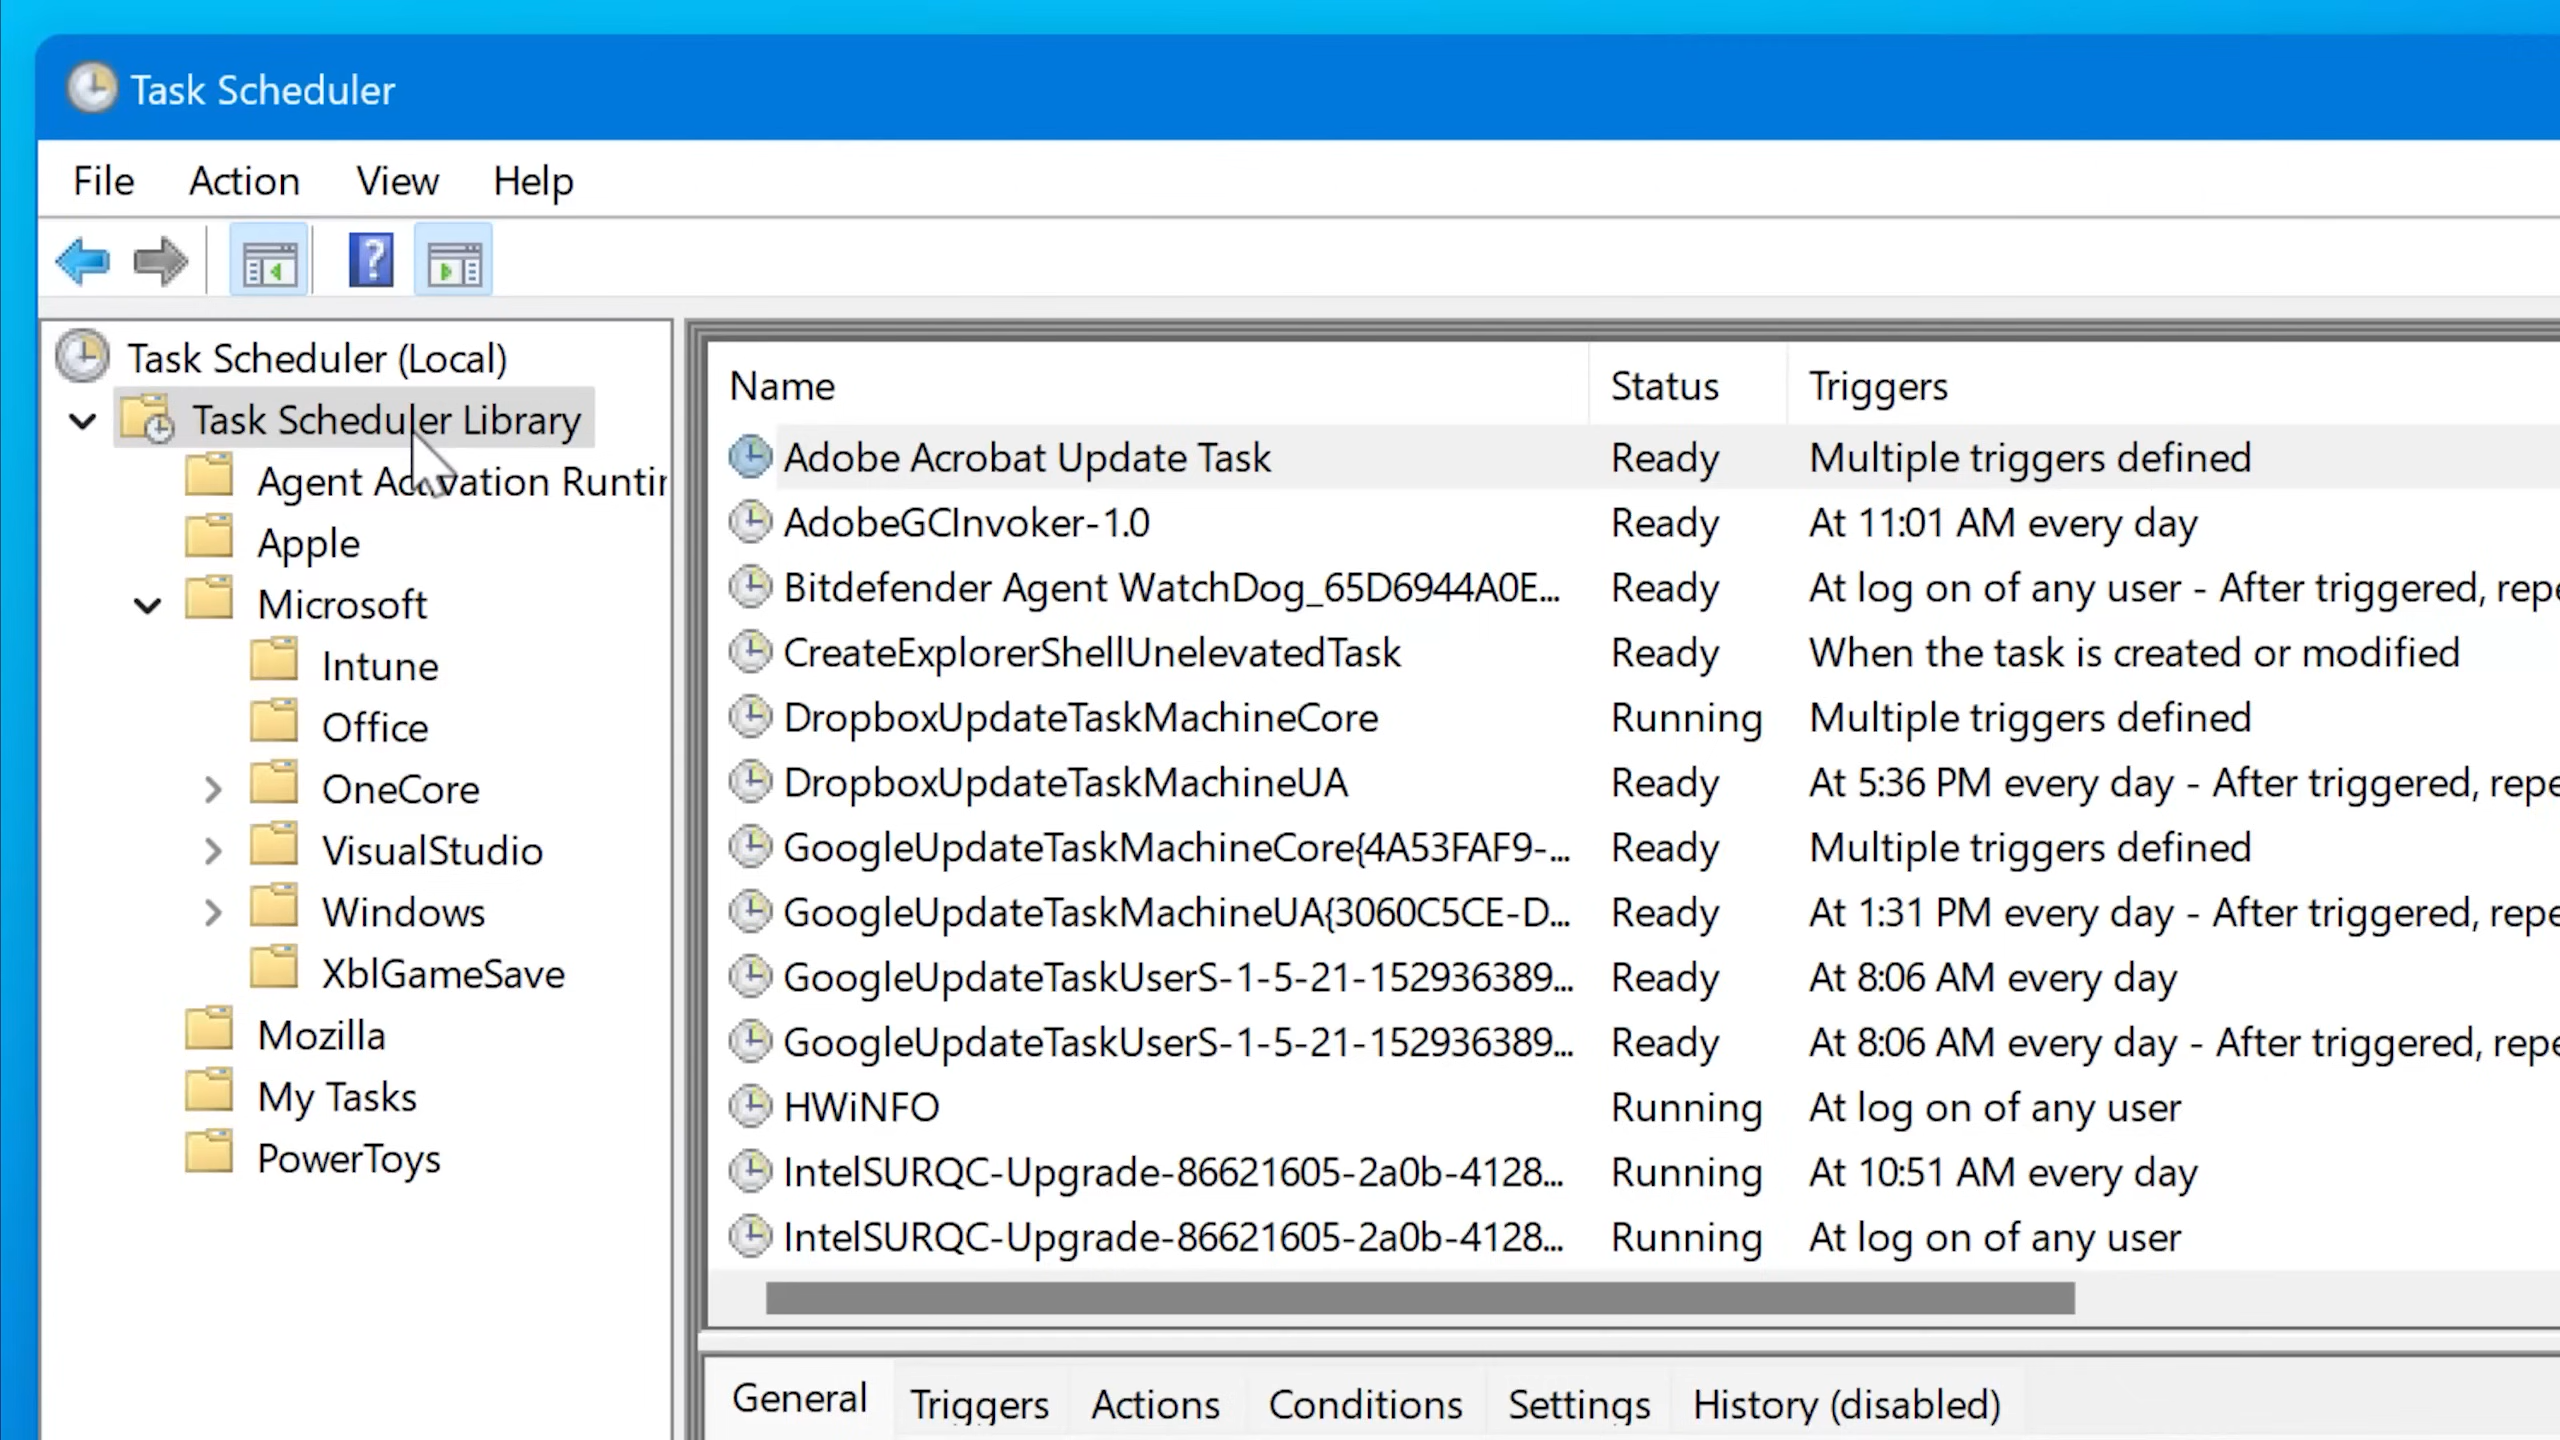 Task Scheduler
File Action View Help
Task Scheduler (Local)
Task Scheduler Library
Agent Activation Runtin
Apple
Microsoft
Intune
Office
OneCore
VisualStudio
Windows
XblGameSave
Mozilla
My Tasks
PowerToys
Name Status Triggers
Adobe Acrobat Update Task Ready Multiple triggers defined
AdobeGCInvoker-1.0 Ready At 11:01 AM every day
Bitdefender Agent WatchDog_65D6944A0E... Ready At log on of any user - After triggered, repe
CreateExplorerShellUnelevatedTask Ready When the task is created or modified
DropboxUpdateTaskMachineCore Running Multiple triggers defined
DropboxUpdateTaskMachineUA Ready At 5:36 PM every day - After triggered, repe
GoogleUpdateTaskMachineCore{4A53FAF9-... Ready Multiple triggers defined
GoogleUpdateTaskMachineUA{3060C5CE-D... Ready At 1:31 PM every day - After triggered, repe
GoogleUpdateTaskUserS-1-5-21-152936389... Ready At 8:06 AM every day
GoogleUpdateTaskUserS-1-5-21-152936389... Ready At 8:06 AM every day - After triggered, repe
HWiNFO Running At log on of any user
IntelSURQC-Upgrade-86621605-2a0b-4128... Running At 10:51 AM every day
IntelSURQC-Upgrade-86621605-2a0b-4128... Running At log on of any user
General Triggers Actions Conditions Settings History (disabled)